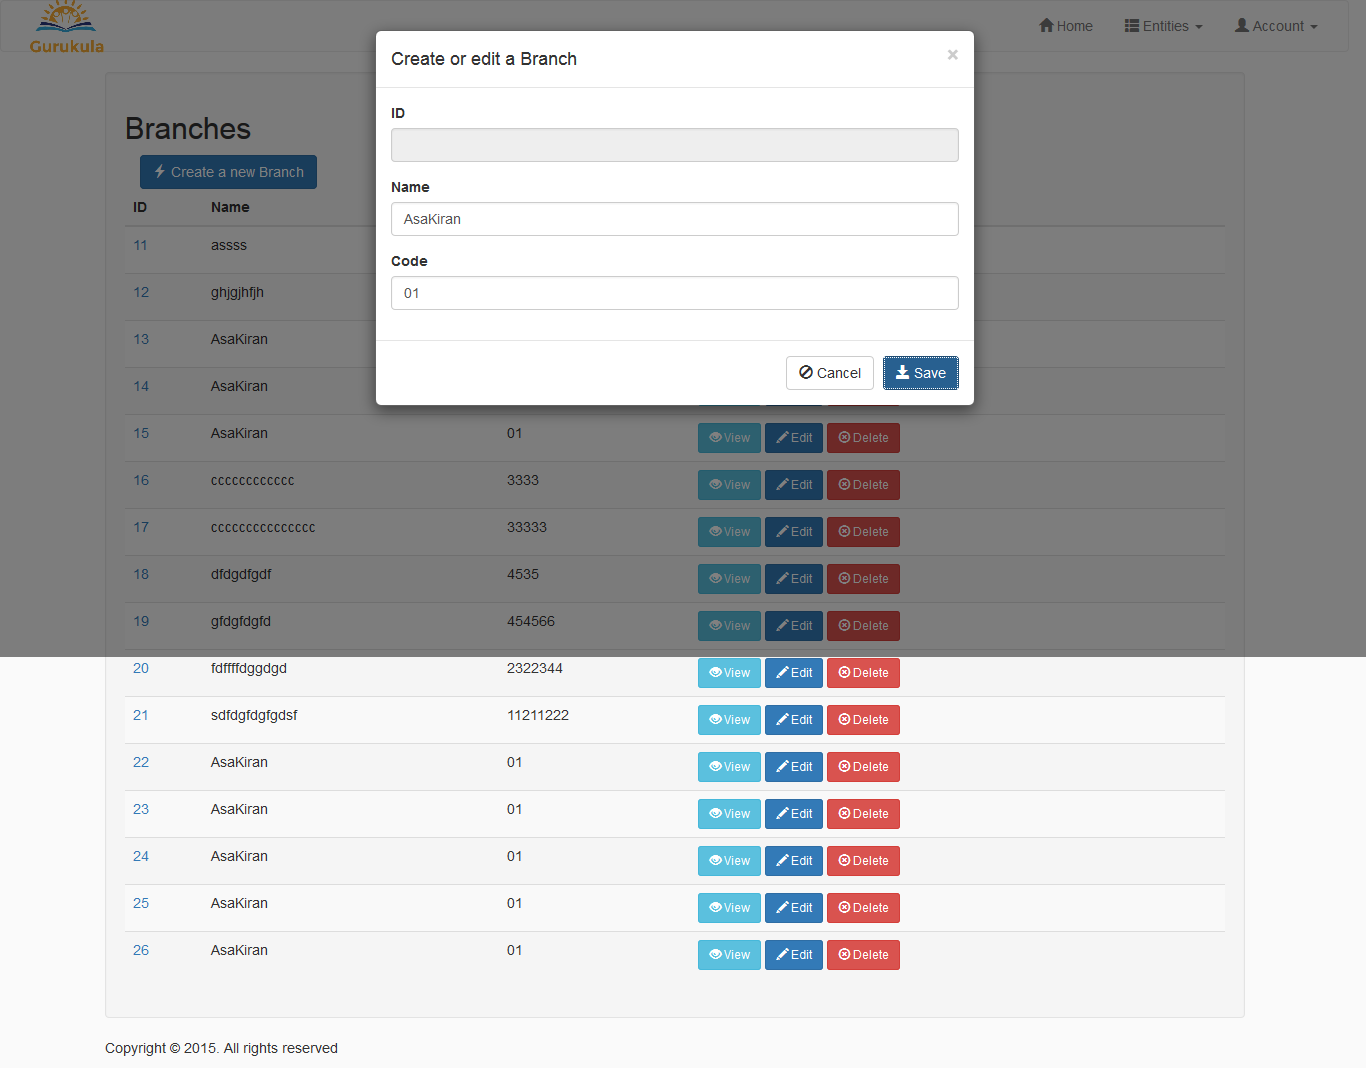 Gurukula
Home Entities Account
Create or edit a Branch ×
ID
Name
AsaKiran
Code
01
Cancel Save
Branches
Create a new Branch
ID Name
11 assss
12 ghjgjhfjh
13 AsaKiran
14 AsaKiran
15 AsaKiran 01 View Edit Delete
16 cccccccccccc 3333 View Edit Delete
17 ccccccccccccccc 33333 View Edit Delete
18 dfdgdfgdf 4535 View Edit Delete
19 gfdgfdgfd 454566 View Edit Delete
20 fdffffdggdgd 2322344 View Edit Delete
21 sdfdgfdgfgdsf 11211222 View Edit Delete
22 AsaKiran 01 View Edit Delete
23 AsaKiran 01 View Edit Delete
24 AsaKiran 01 View Edit Delete
25 AsaKiran 01 View Edit Delete
26 AsaKiran 01 View Edit Delete
Copyright © 2015. All rights reserved